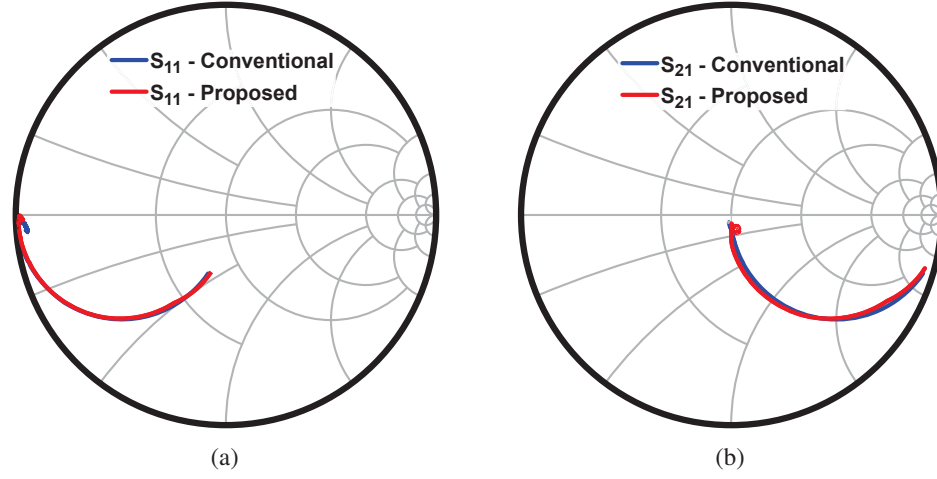 S₁₁ - Conventional
S₁₁ - Proposed
S₂₁ - Conventional
S₂₁ - Proposed
(a)
(b)